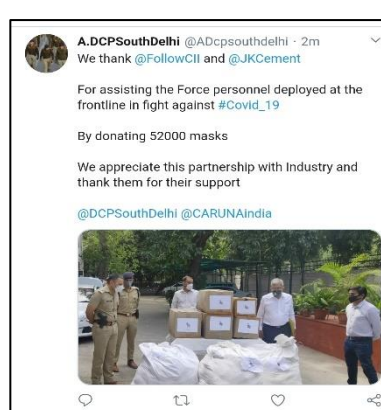 A.DCPSouthDelhi @ADcpsouthdelhi · 2m
We thank @FollowCII and @JKCement
For assisting the Force personnel deployed at the
frontline in fight against #Covid_19
By donating 52000 masks
We appreciate this partnership with Industry and
thank them for their support
@DCPSouthDelhi @CARUNAindia